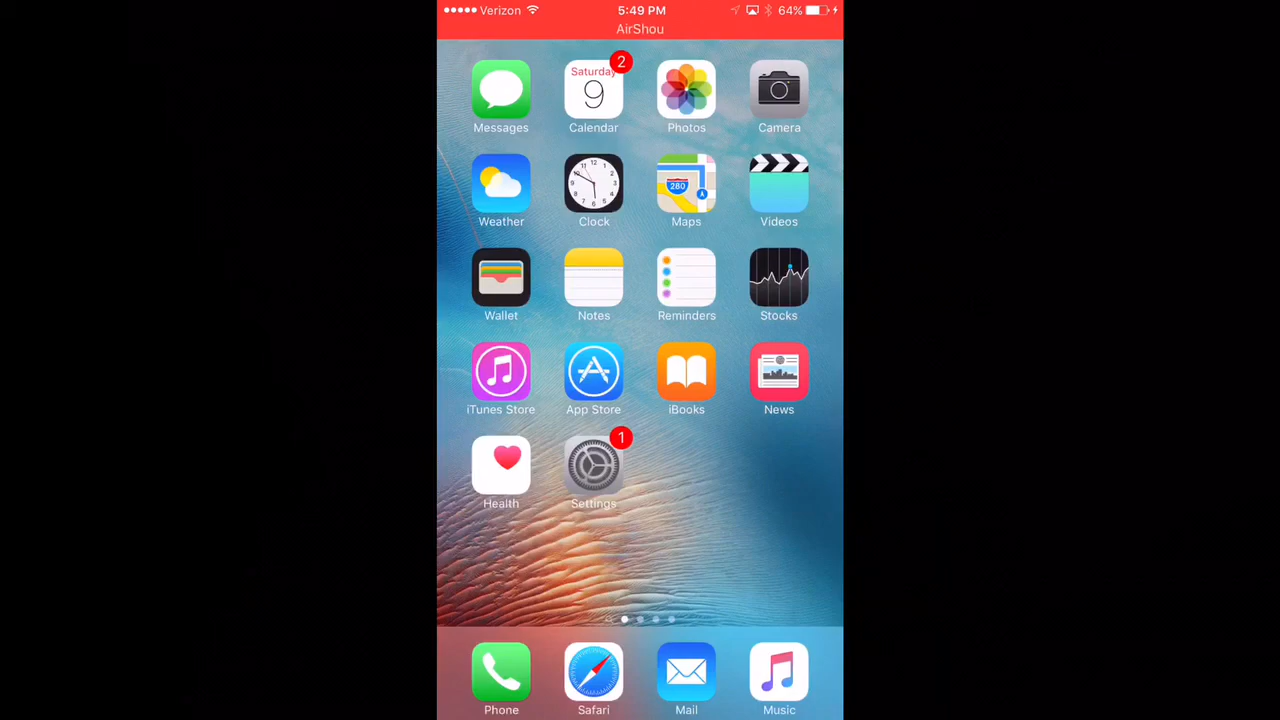 Verizon 5:49 PM 64%
AirShou
2
Saturday
9
Messages Calendar Photos Camera
280
Weather Clock Maps Videos
Wallet Notes Reminders Stocks
iTunes Store App Store iBooks News
1
Health Settings
Phone Safari Mail Music